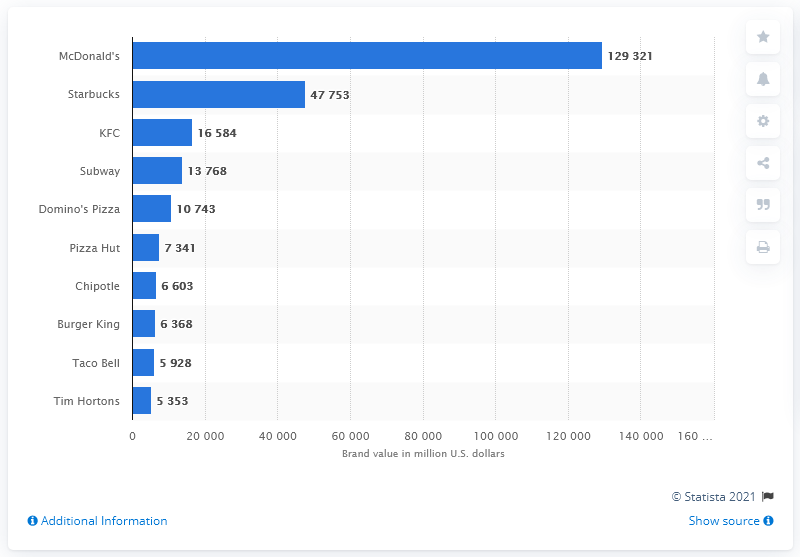 McDonald's 129 321
Starbucks 47 753
KFC 16 584
Subway 13 768
Domino's Pizza 10 743
Pizza Hut 7 341
Chipotle 6 603
Burger King 6 368
Taco Bell 5 928
Tim Hortons 5 353
0 20 000 40 000 60 000 80 000 100 000 120 000 140 000 160 ...
Brand value in million U.S. dollars
© Statista 2021
Additional Information Show source